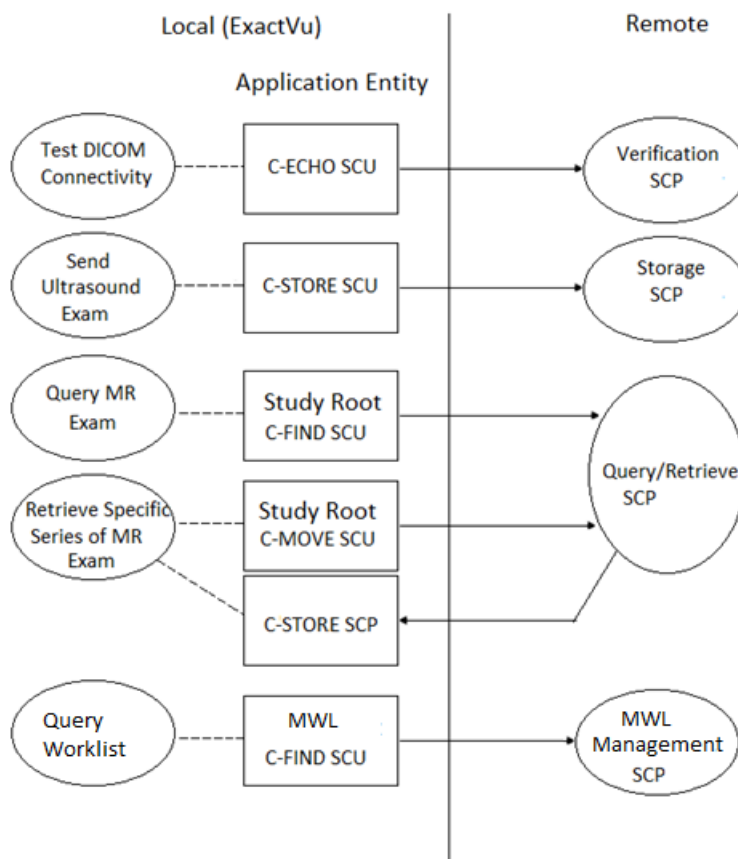 Local (ExactVu)
Remote
Application Entity
Test DICOM
Connectivity
C-ECHO SCU
Verification
SCP
Send
Ultrasound
Exam
C-STORE SCU
Storage
SCP
Query MR
Exam
Study Root
C-FIND SCU
Query/Retrieve
SCP
Retrieve Specific
Series of MR
Exam
Study Root
C-MOVE SCU
C-STORE SCP
Query
Worklist
MWL
C-FIND SCU
MWL
Management
SCP